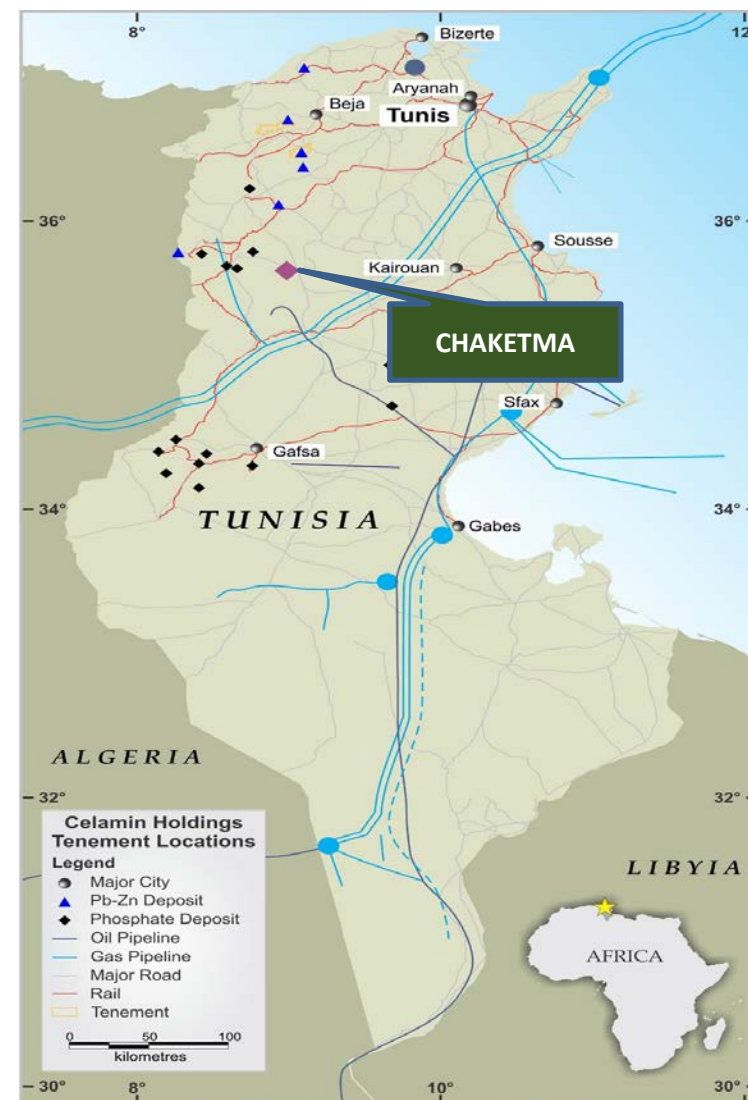 8°
10°
12
Bizerte
Aryanah
Beja
Tunis
36°
36°
Sousse
Kairouan
CHAKETMA
Sfax
Gafsa
34°
34°
TUNISIA
Gabes
ALGERIA
32°
32°
LIBYIA
Celamin Holdings
Tenement Locations
Legend
Major City
Pb-Zn Deposit
Phosphate Deposit
Oil Pipeline
Gas Pipeline
Major Road
Rail
Tenement
0 50 100
kilometres
AFRICA
30°
8°
10°
30°